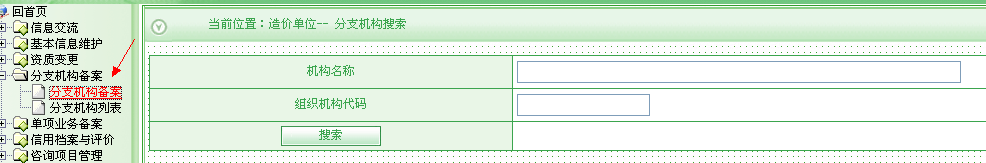 回首页
信息交流
基本信息维护
资质变更
分支机构备案
分支机构备案
分支机构列表
单项业务备案
信用档案与评价
咨询项目管理
当前位置：造价单位-- 分支机构搜索
机构名称
组织机构代码
搜索